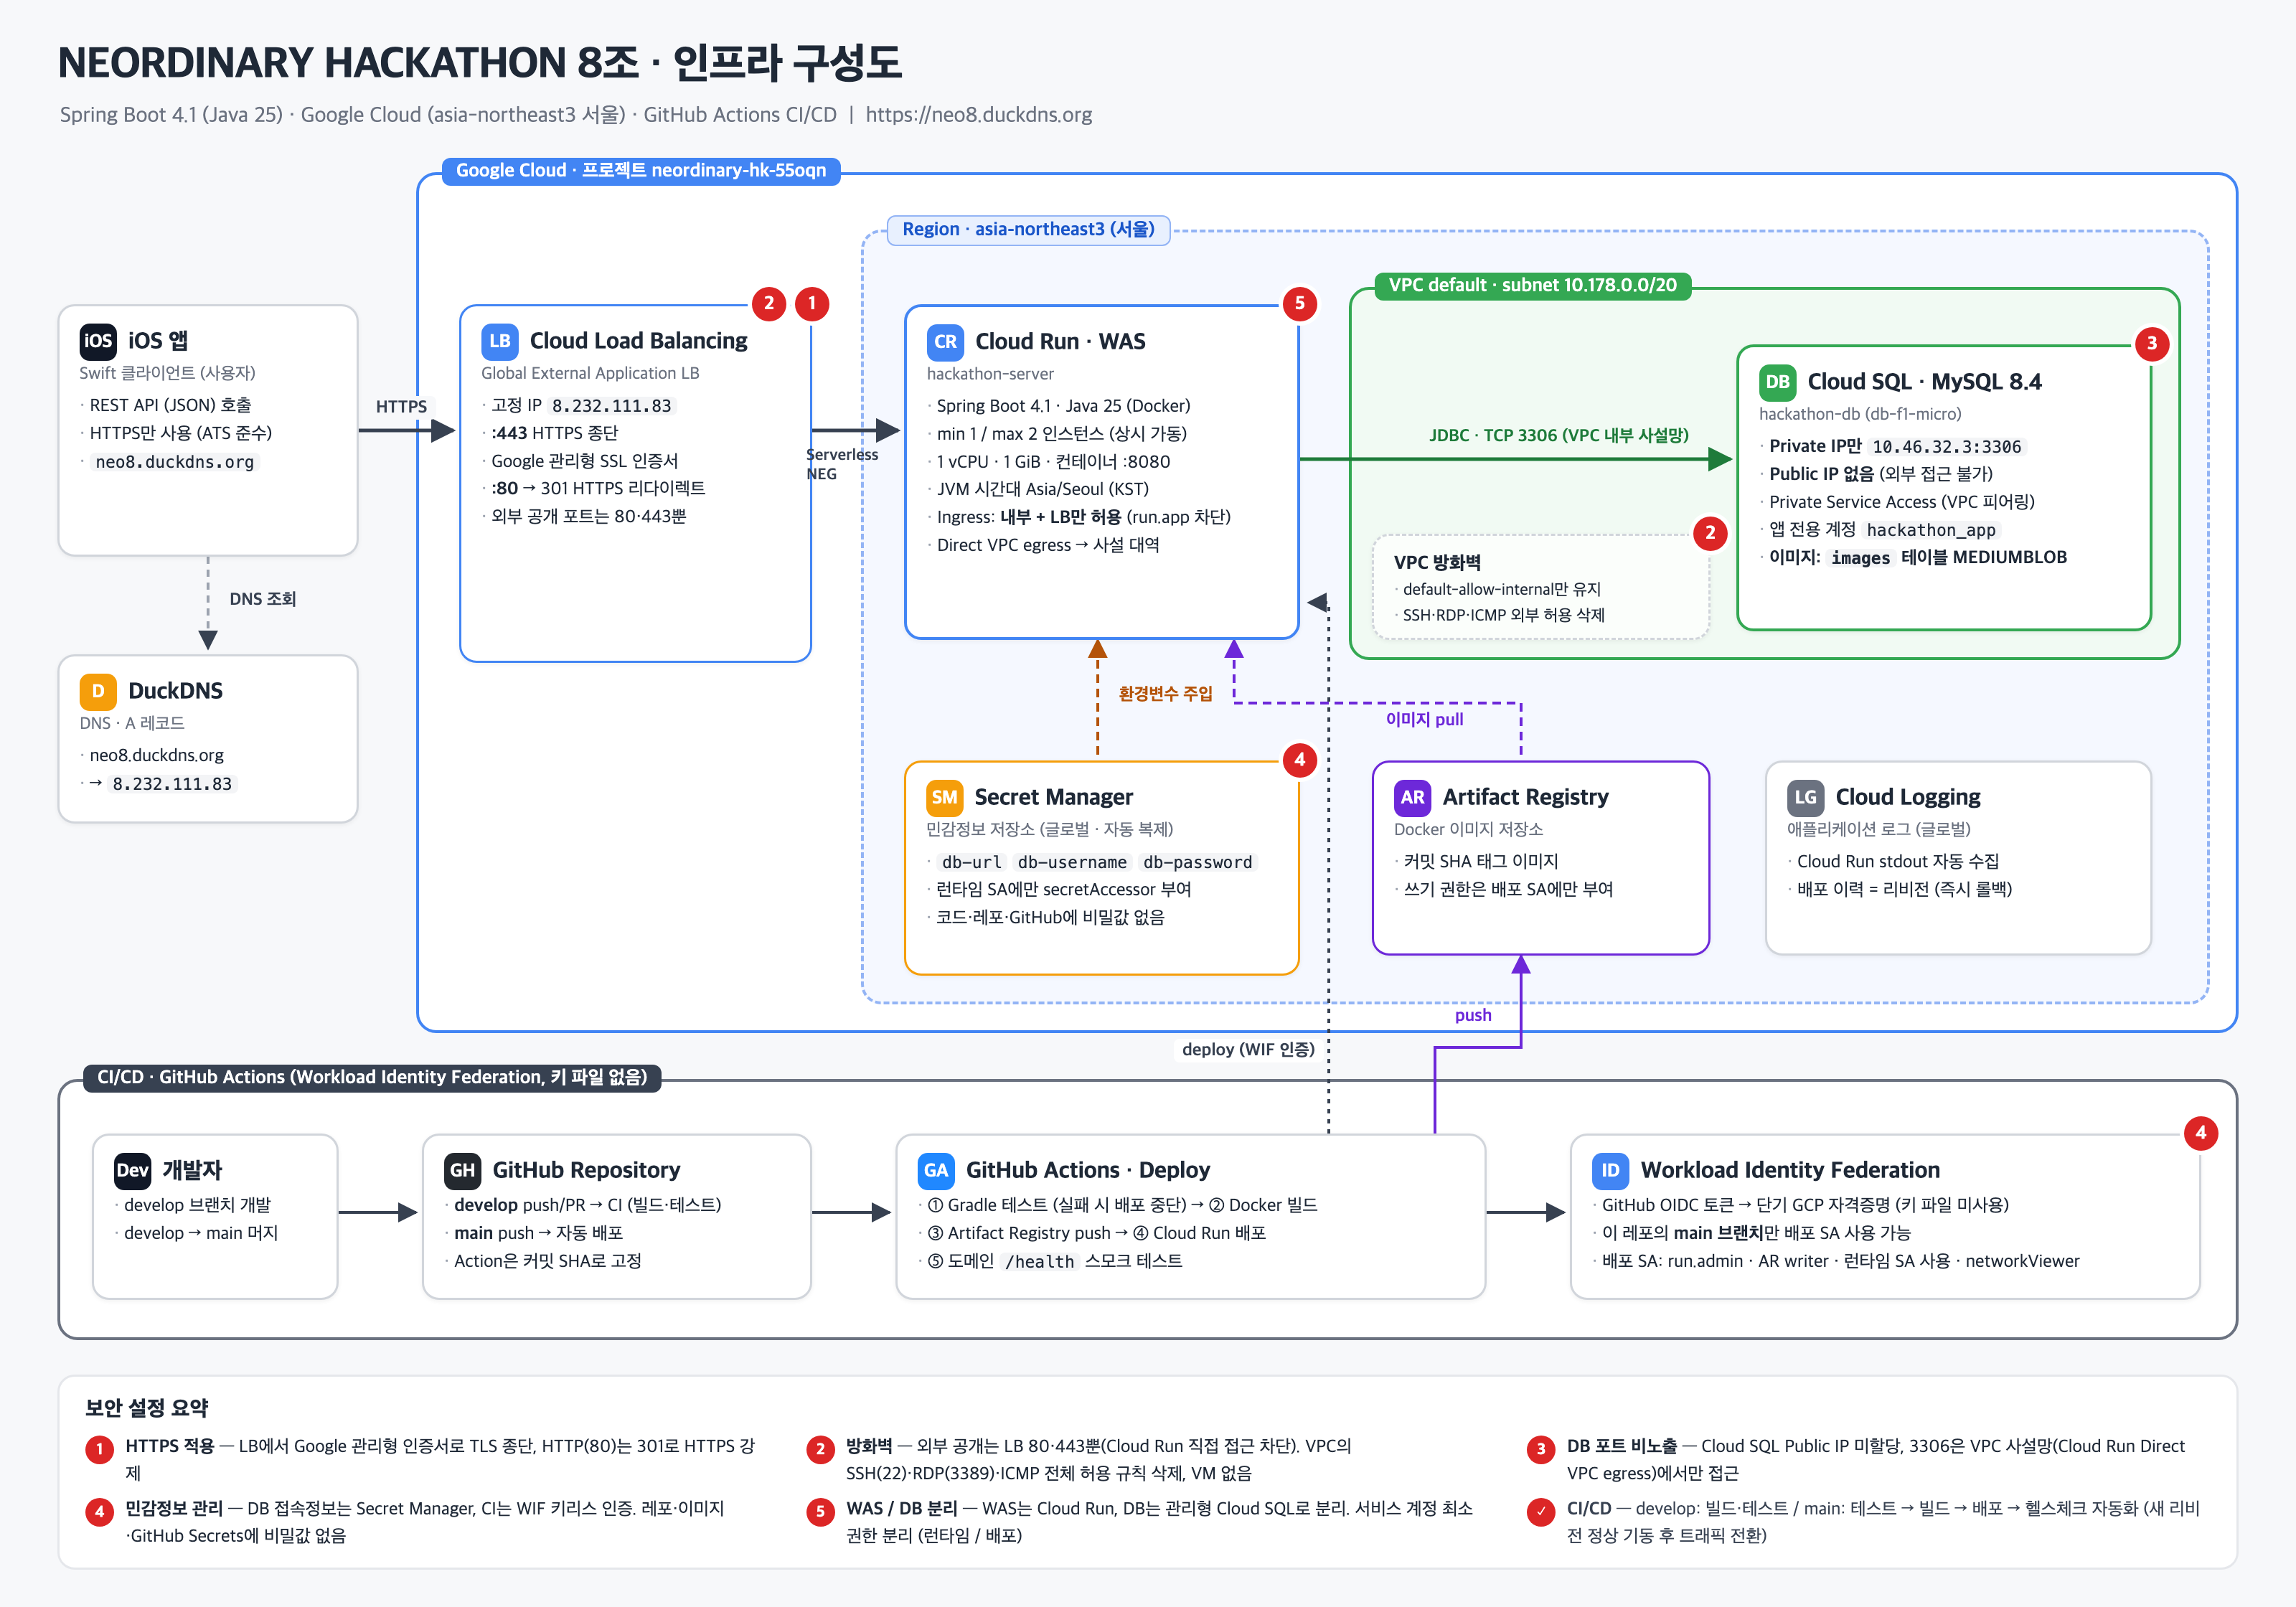 NEORDINARY HACKATHON 8조 · 인프라 구성도
Spring Boot 4.1 (Java 25) · Google Cloud (asia-northeast3 서울) · GitHub Actions CI/CD | https://neo8.duckdns.org
Google Cloud · 프로젝트 neordinary-hk-55oqn
Region · asia-northeast3 (서울)
VPC default · subnet 10.178.0.0/20
iOS iOS 앱
Swift 클라이언트 (사용자)
· REST API (JSON) 호출
· HTTPS만 사용 (ATS 준수)
· neo8.duckdns.org
HTTPS
DNS 조회
D DuckDNS
DNS · A 레코드
· neo8.duckdns.org
· → 8.232.111.83
2 1
LB Cloud Load Balancing
Global External Application LB
· 고정 IP 8.232.111.83
· :443 HTTPS 종단
· Google 관리형 SSL 인증서
· :80 → 301 HTTPS 리다이렉트
· 외부 공개 포트는 80·443뿐
Serverless
NEG
5
CR Cloud Run · WAS
hackathon-server
· Spring Boot 4.1 · Java 25 (Docker)
· min 1 / max 2 인스턴스 (상시 가동)
· 1 vCPU · 1 GiB · 컨테이너 :8080
· JVM 시간대 Asia/Seoul (KST)
· Ingress: 내부 + LB만 허용 (run.app 차단)
· Direct VPC egress → 사설 대역
JDBC · TCP 3306 (VPC 내부 사설망)
2
VPC 방화벽
· default-allow-internal만 유지
· SSH·RDP·ICMP 외부 허용 삭제
3
DB Cloud SQL · MySQL 8.4
hackathon-db (db-f1-micro)
· Private IP만 10.46.32.3:3306
· Public IP 없음 (외부 접근 불가)
· Private Service Access (VPC 피어링)
· 앱 전용 계정 hackathon_app
· 이미지: images 테이블 MEDIUMBLOB
환경변수 주입
이미지 pull
4
SM Secret Manager
민감정보 저장소 (글로벌 · 자동 복제)
· db-url db-username db-password
· 런타임 SA에만 secretAccessor 부여
· 코드·레포·GitHub에 비밀값 없음
AR Artifact Registry
Docker 이미지 저장소
· 커밋 SHA 태그 이미지
· 쓰기 권한은 배포 SA에만 부여
LG Cloud Logging
애플리케이션 로그 (글로벌)
· Cloud Run stdout 자동 수집
· 배포 이력 = 리비전 (즉시 롤백)
push
deploy (WIF 인증)
CI/CD · GitHub Actions (Workload Identity Federation, 키 파일 없음)
Dev 개발자
· develop 브랜치 개발
· develop → main 머지
GH GitHub Repository
· develop push/PR → CI (빌드·테스트)
· main push → 자동 배포
· Action은 커밋 SHA로 고정
GA GitHub Actions · Deploy
· ① Gradle 테스트 (실패 시 배포 중단) → ② Docker 빌드
· ③ Artifact Registry push → ④ Cloud Run 배포
· ⑤ 도메인 /health 스모크 테스트
4
ID Workload Identity Federation
· GitHub OIDC 토큰 → 단기 GCP 자격증명 (키 파일 미사용)
· 이 레포의 main 브랜치만 배포 SA 사용 가능
· 배포 SA: run.admin · AR writer · 런타임 SA 사용 · networkViewer
보안 설정 요약
1 HTTPS 적용 — LB에서 Google 관리형 인증서로 TLS 종단, HTTP(80)는 301로 HTTPS 강
제
2 방화벽 — 외부 공개는 LB 80·443뿐(Cloud Run 직접 접근 차단). VPC의
SSH(22)·RDP(3389)·ICMP 전체 허용 규칙 삭제, VM 없음
3 DB 포트 비노출 — Cloud SQL Public IP 미할당, 3306은 VPC 사설망(Cloud Run Direct
VPC egress)에서만 접근
4 민감정보 관리 — DB 접속정보는 Secret Manager, CI는 WIF 키리스 인증. 레포·이미지
·GitHub Secrets에 비밀값 없음
5 WAS / DB 분리 — WAS는 Cloud Run, DB는 관리형 Cloud SQL로 분리. 서비스 계정 최소
권한 분리 (런타임 / 배포)
✓ CI/CD — develop: 빌드·테스트 / main: 테스트 → 빌드 → 배포 → 헬스체크 자동화 (새 리비
전 정상 기동 후 트래픽 전환)